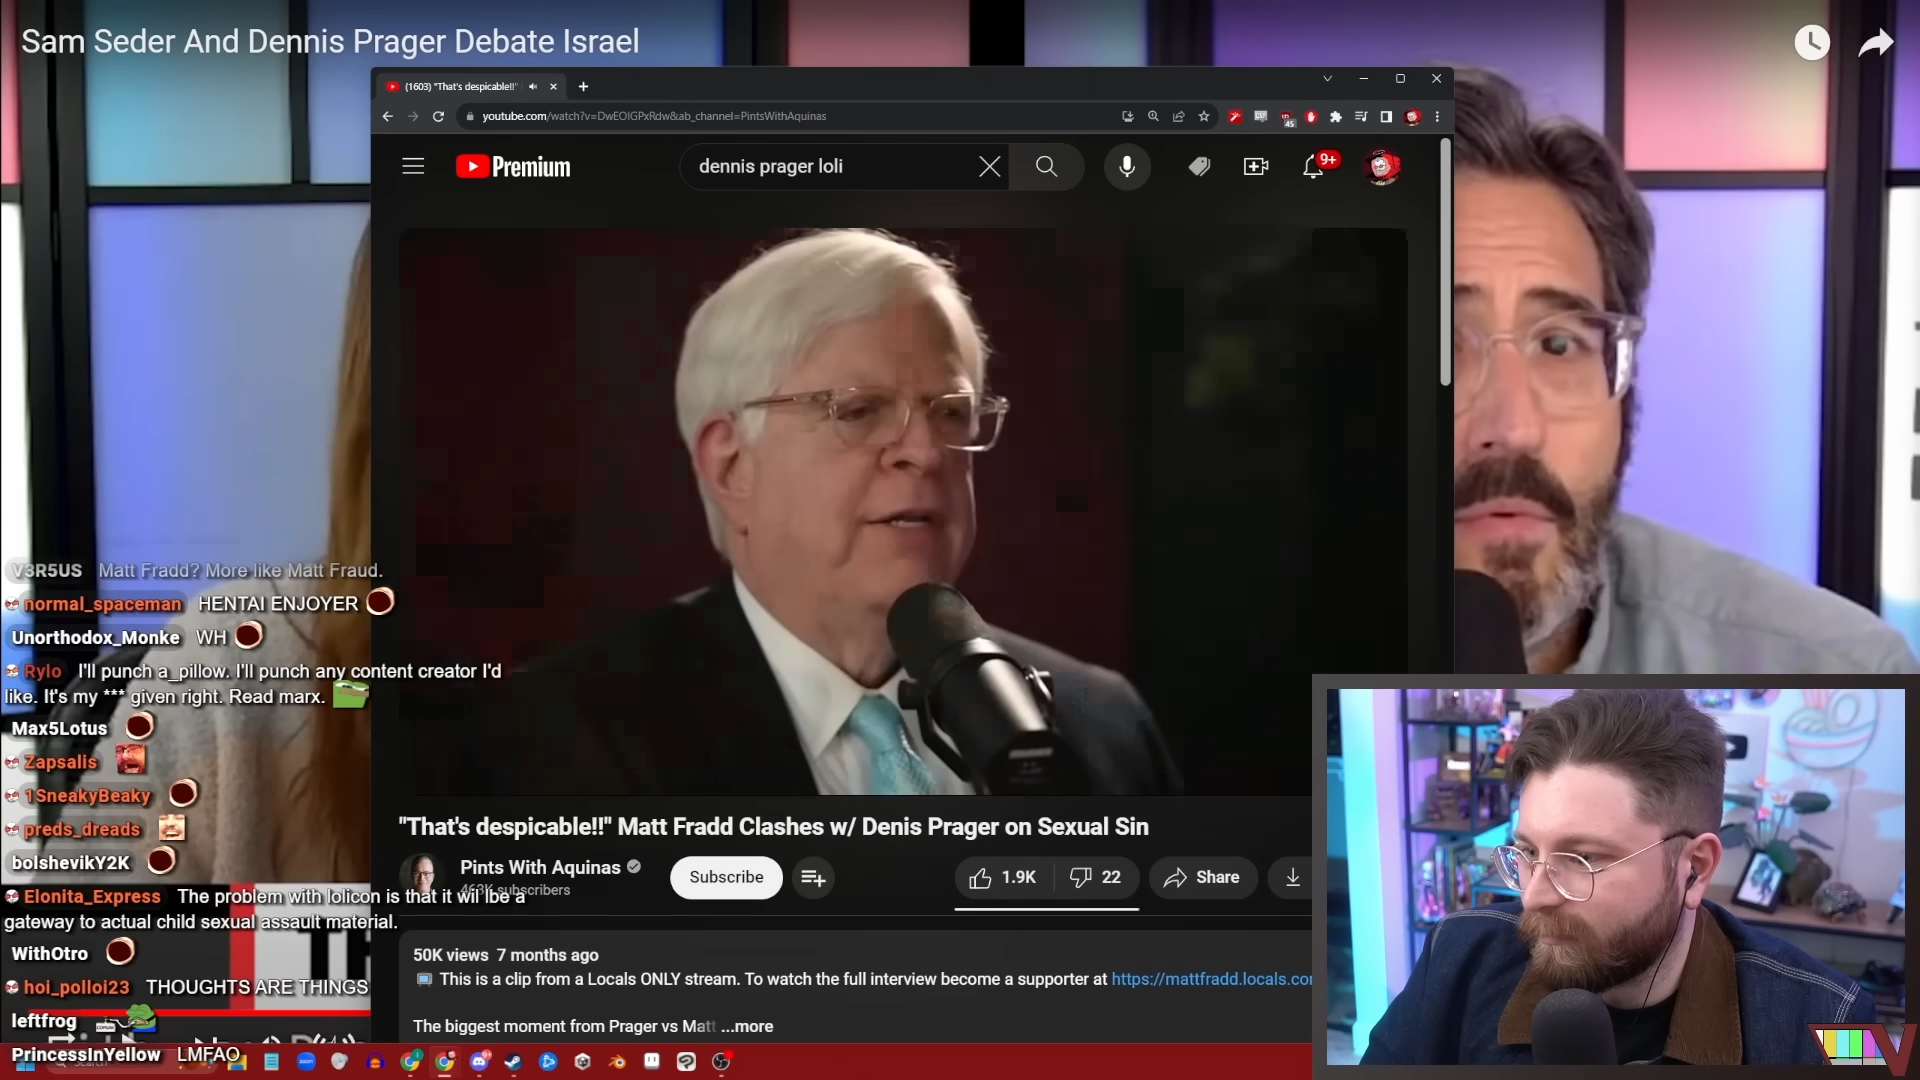 Sam Seder And Dennis Prager Debate Israel
(1603) "That's despicable!!"
youtube.com/watch?v=DwEOIGPxRdw&ab_channel=PintsWithAquinas
45
Premium
dennis prager loli
9+
V3R5US Matt Fradd? More like Matt Fraud.
normal_spaceman HENTAI ENJOYER
Unorthodox_Monke WH
Rylo I'll punch a_pillow. I'll punch any content creator I'd
like. It's my *** given right. Read marx.
Max5Lotus
Zapsalis
1SneakyBeaky
preds_dreads
bolshevikY2K
Elonita_Express The problem with lolicon is that it wil lbe a
gateway to actual child sexual assault material.
WithOtro
hoi_polloi23 THOUGHTS ARE THINGS
leftfrog
PrincessInYellow LMFAO
"That's despicable!!" Matt Fradd Clashes w/ Denis Prager on Sexual Sin
Pints With Aquinas
subscribers
Subscribe
1.9K
22
Share
50K views 7 months ago
This is a clip from a Locals ONLY stream. To watch the full interview become a supporter at https://mattfradd.locals.co
The biggest moment from Prager vs Matt ...more
Search